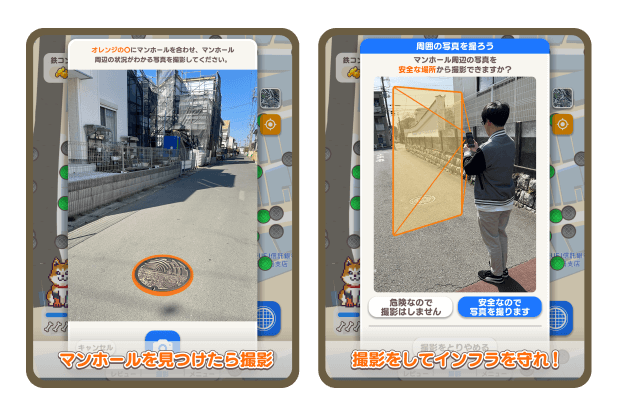 オレンジの〇にマンホールを合わせ、マンホール
周辺の状況がわかる写真を撮影してください。
鉄コン
キャンセル
マンホールを見つけたら撮影
周囲の写真を撮ろう
マンホール周辺の写真を
安全な場所から撮影できますか？
鉄コ
危険なので
撮影はしません
安全なので
写真を撮ります
撮影をとりやめる
撮影をしてインフラを守れ！